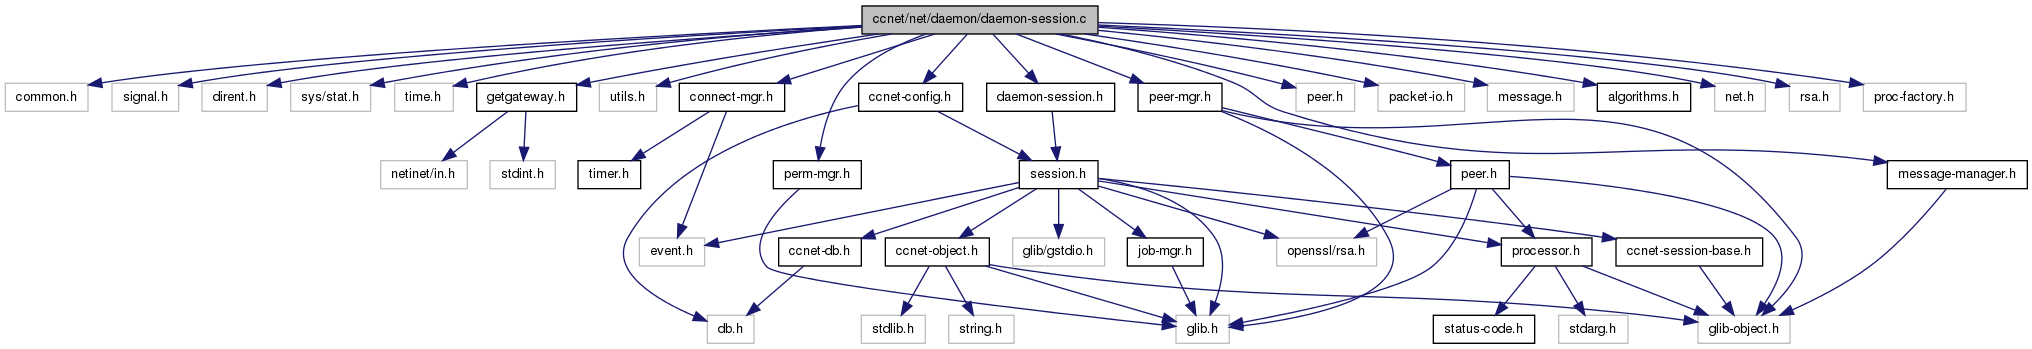 ccnet/net/daemon/daemon-session.c
common.h
signal.h
dirent.h
sys/stat.h
time.h
getgateway.h
utils.h
connect-mgr.h
ccnet-config.h
daemon-session.h
peer-mgr.h
peer.h
packet-io.h
message.h
algorithms.h
net.h
rsa.h
proc-factory.h
netinet/in.h
stdint.h
timer.h
perm-mgr.h
session.h
peer.h
message-manager.h
event.h
ccnet-db.h
ccnet-object.h
glib/gstdio.h
job-mgr.h
openssl/rsa.h
processor.h
ccnet-session-base.h
db.h
stdlib.h
string.h
glib.h
status-code.h
stdarg.h
glib-object.h